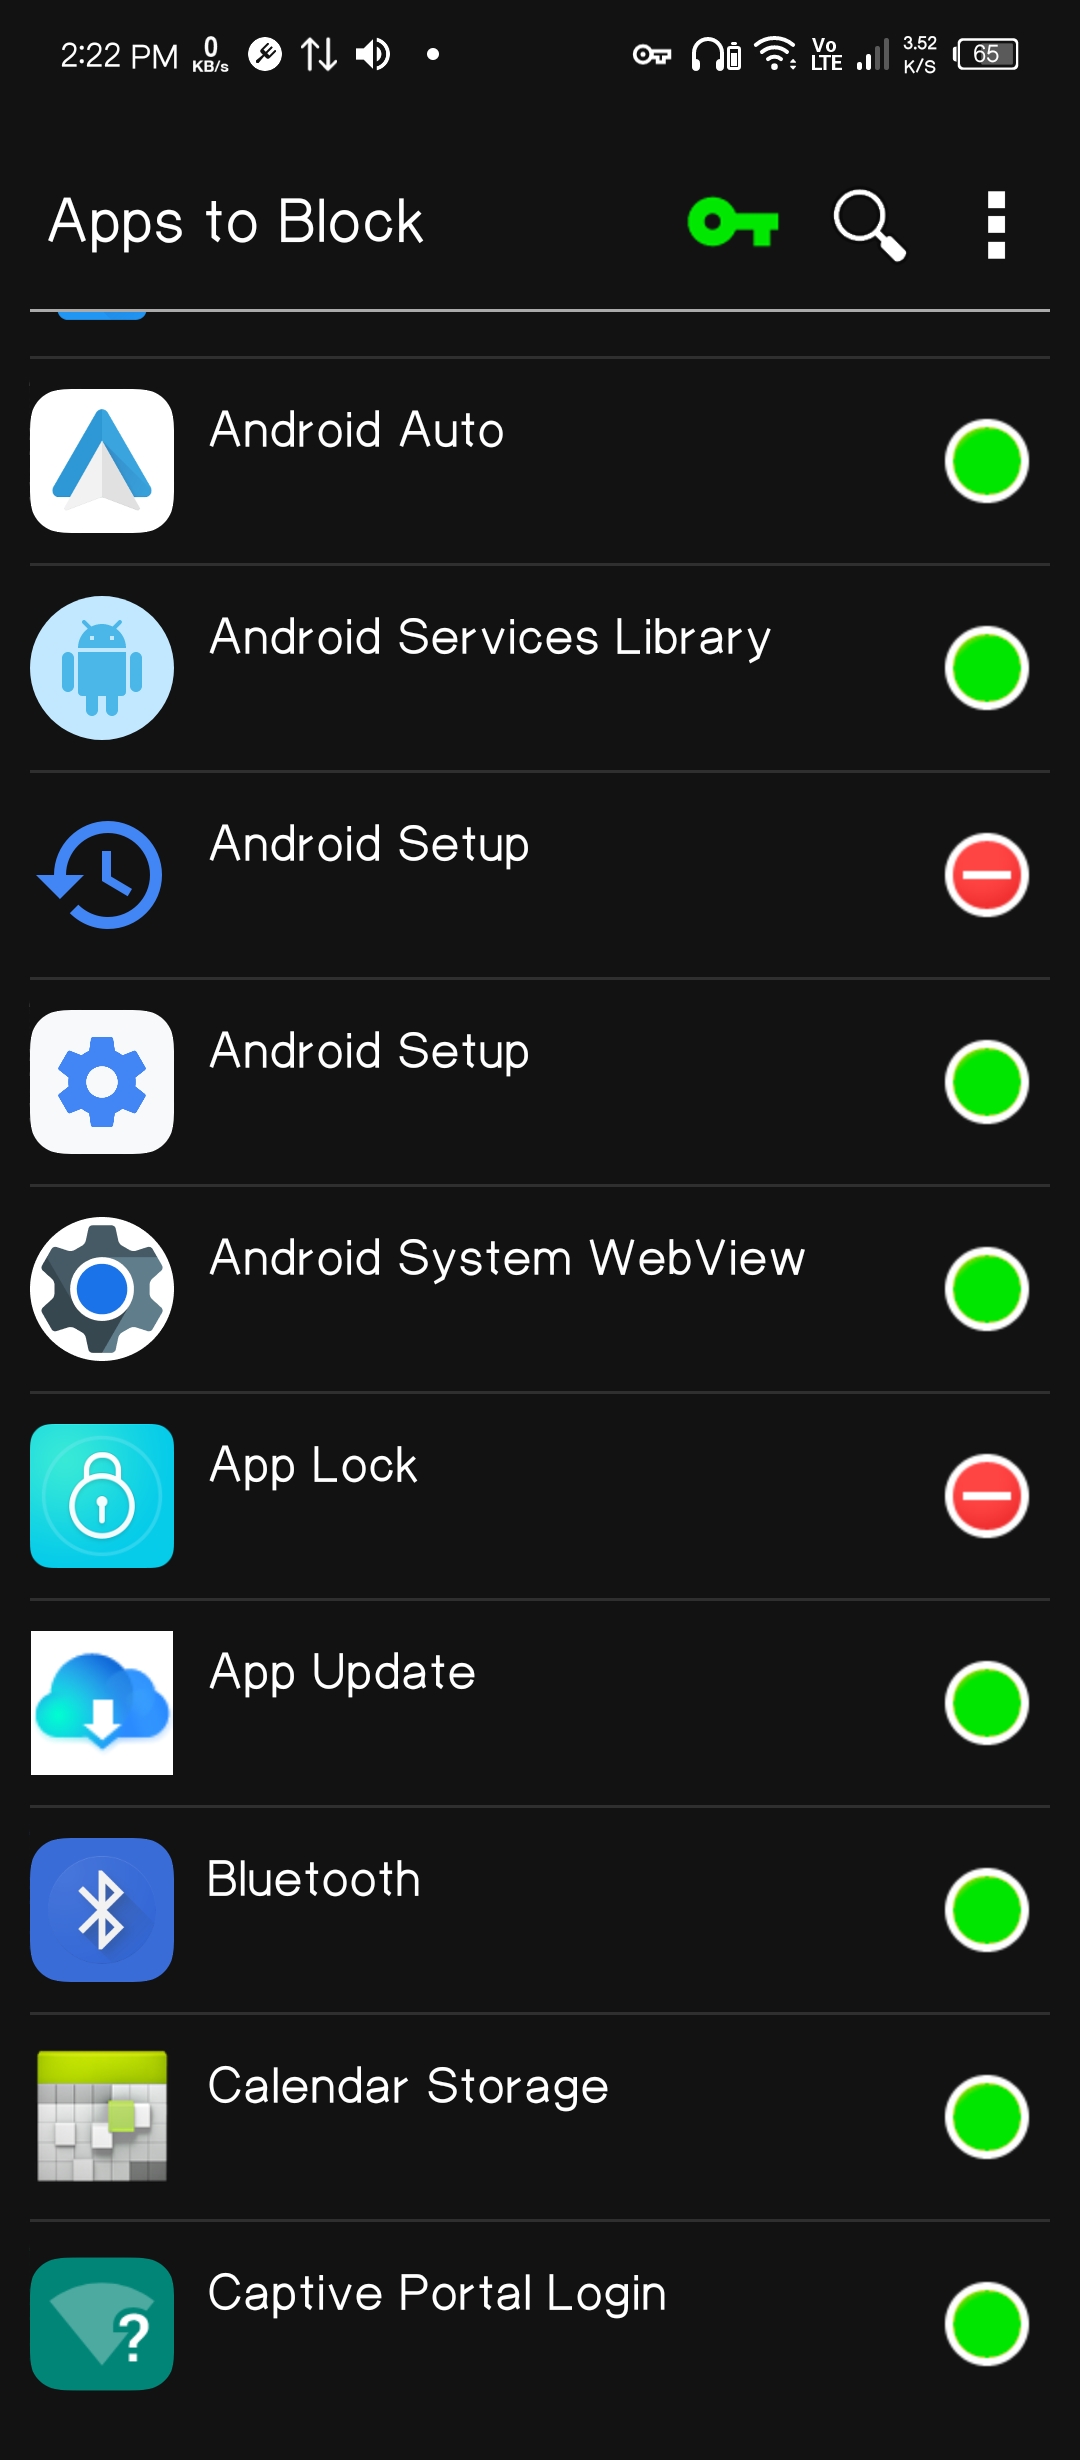 2:22 PM 0 KB/s Vo LTE 3.52 K/S 65
Apps to Block
Android Auto
Android Services Library
Android Setup
Android Setup
Android System WebView
App Lock
App Update
Bluetooth
Calendar Storage
Captive Portal Login
?